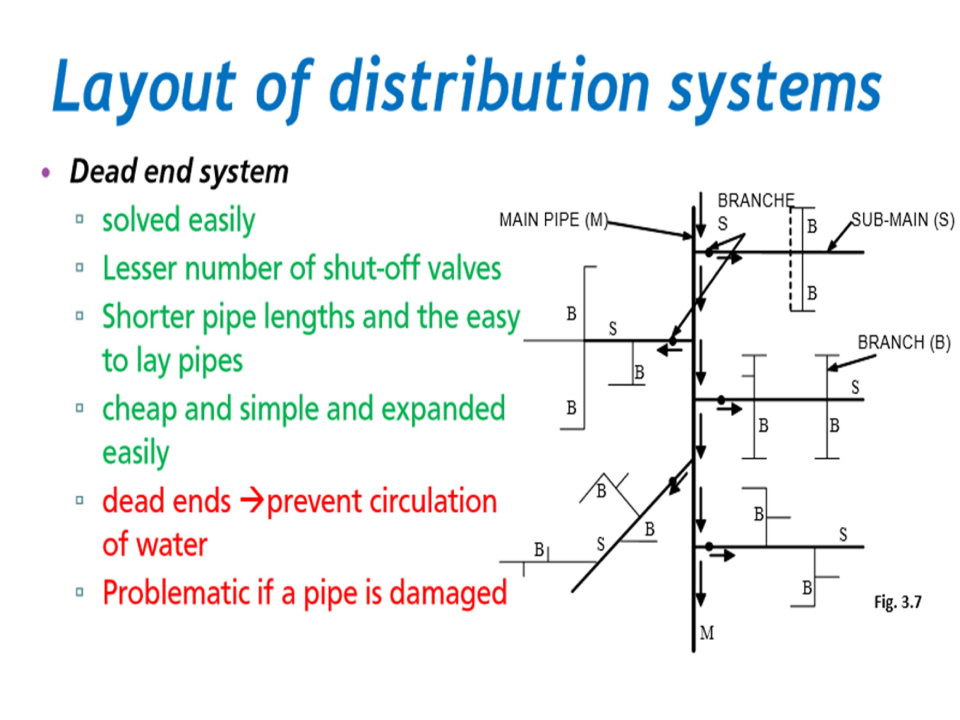 Layout of distribution systems
• Dead end system
▫ solved easily
▫ Lesser number of shut-off valves
▫ Shorter pipe lengths and the easy
to lay pipes
▫ cheap and simple and expanded
easily
▫ dead ends →prevent circulation
of water
▫ Problematic if a pipe is damaged
BRANCHE
S
MAIN PIPE (M)
SUB-MAIN (S)
B
B
B
S
B
B
BRANCH (B)
S
B
B
B
B
S
B
B
S
B
B
M
Fig. 3.7